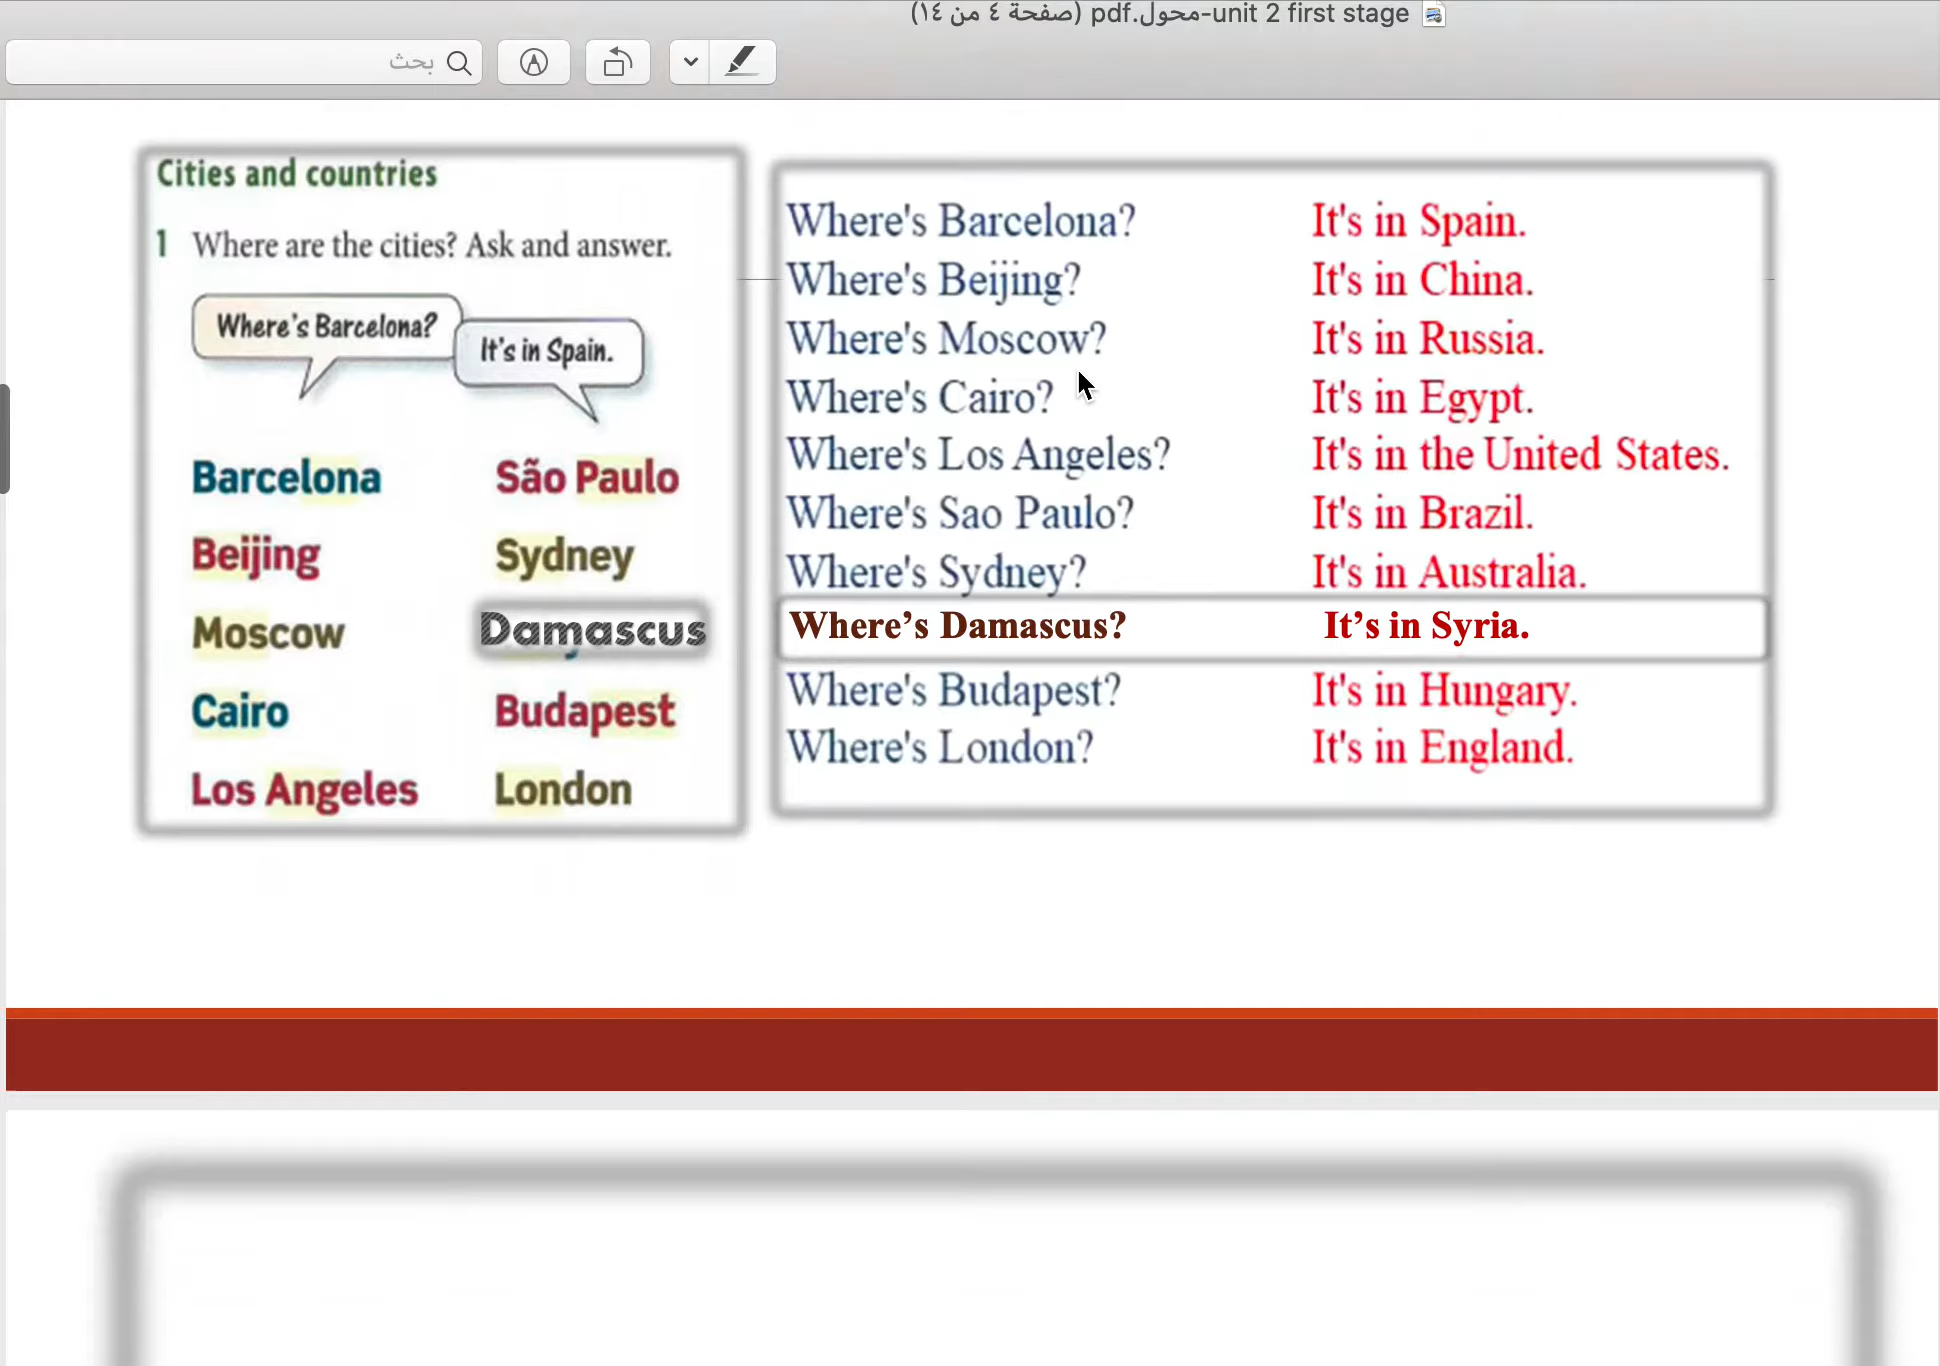 unit 2 first stage-محول.pdf (صفحة ٤ من ١٤)
بحث
Cities and countries
1 Where are the cities? Ask and answer.
Where's Barcelona?
It's in Spain.
Barcelona
São Paulo
Beijing
Sydney
Moscow
Damascus
Cairo
Budapest
Los Angeles
London
Where's Barcelona? It's in Spain.
Where's Beijing? It's in China.
Where's Moscow? It's in Russia.
Where's Cairo? It's in Egypt.
Where's Los Angeles? It's in the United States.
Where's Sao Paulo? It's in Brazil.
Where's Sydney? It's in Australia.
Where’s Damascus? It’s in Syria.
Where's Budapest? It's in Hungary.
Where's London? It's in England.